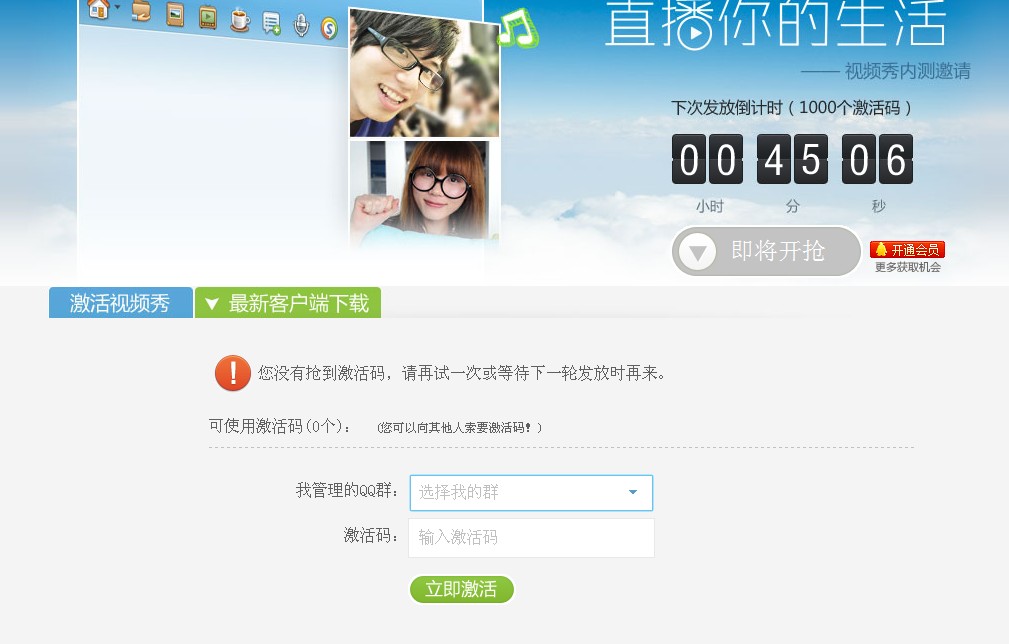 直播你的生活
—— 视频秀内测邀请
下次发放倒计时（1000个激活码）
00 45 06
小时 分 秒
即将开抢
开通会员
更多获取机会
激活视频秀
最新客户端下载
您没有抢到激活码，请再试一次或等待下一轮发放时再来。
可使用激活码(0个)： (您可以向其他人索要激活码！)
我管理的QQ群： 选择我的群
激活码： 输入激活码
立即激活